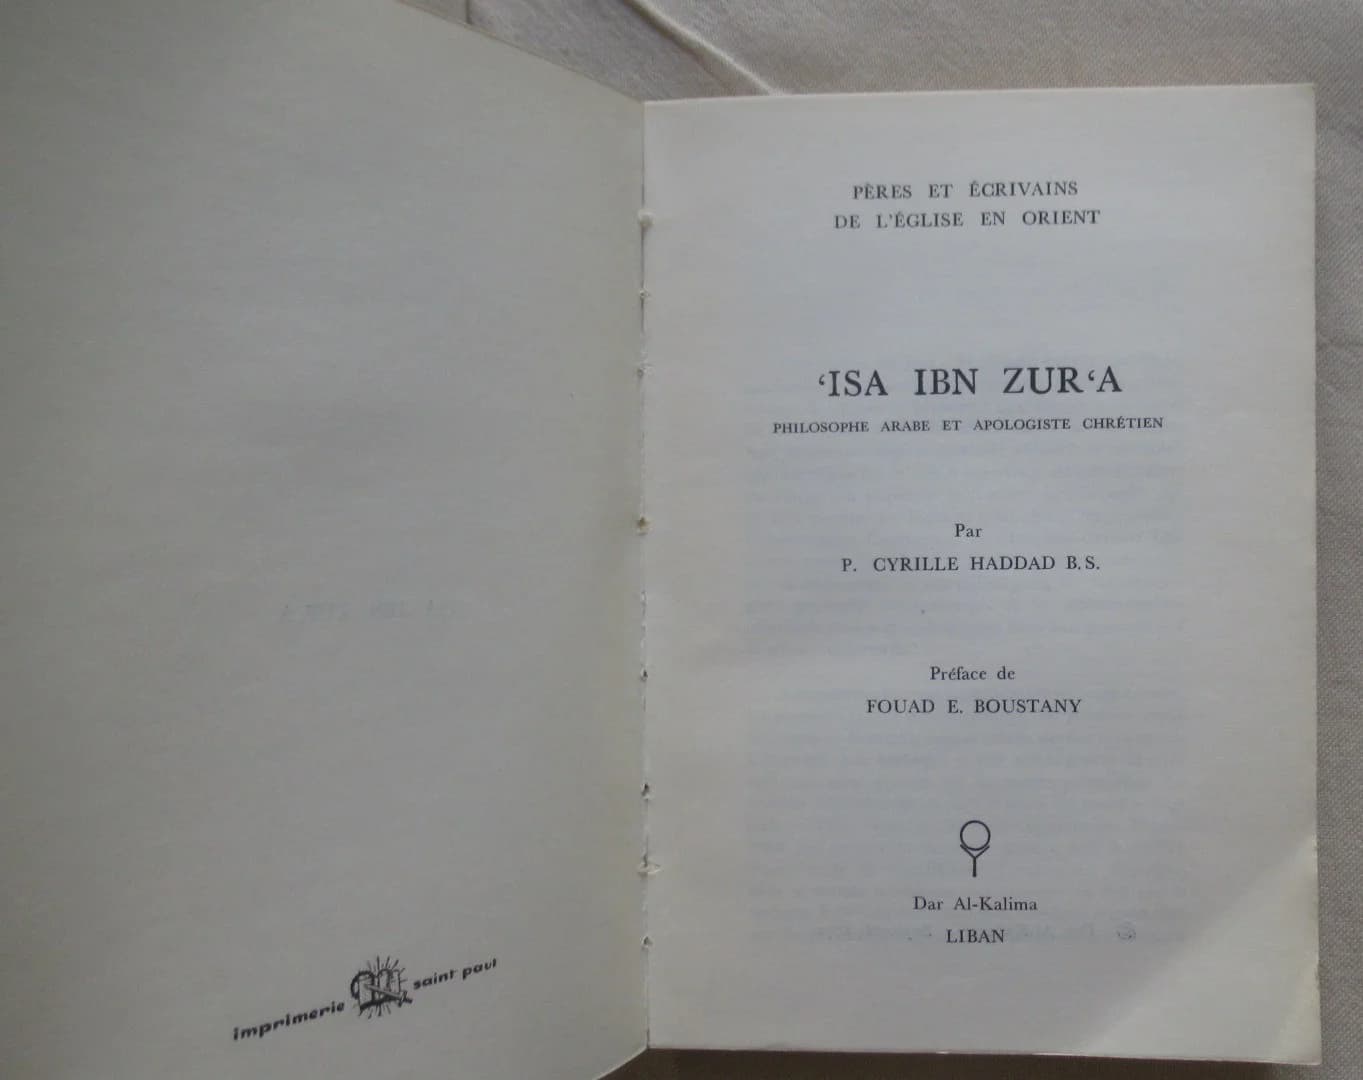 imprimerie saint paul
PÈRES ET ÉCRIVAINS
DE L'ÉGLISE EN ORIENT
‘ISA IBN ZUR‘A
PHILOSOPHE ARABE ET APOLOGISTE CHRÉTIEN
Par
P. CYRILLE HADDAD B.S.
Préface de
FOUAD E. BOUSTANY
Dar Al-Kalima
LIBAN